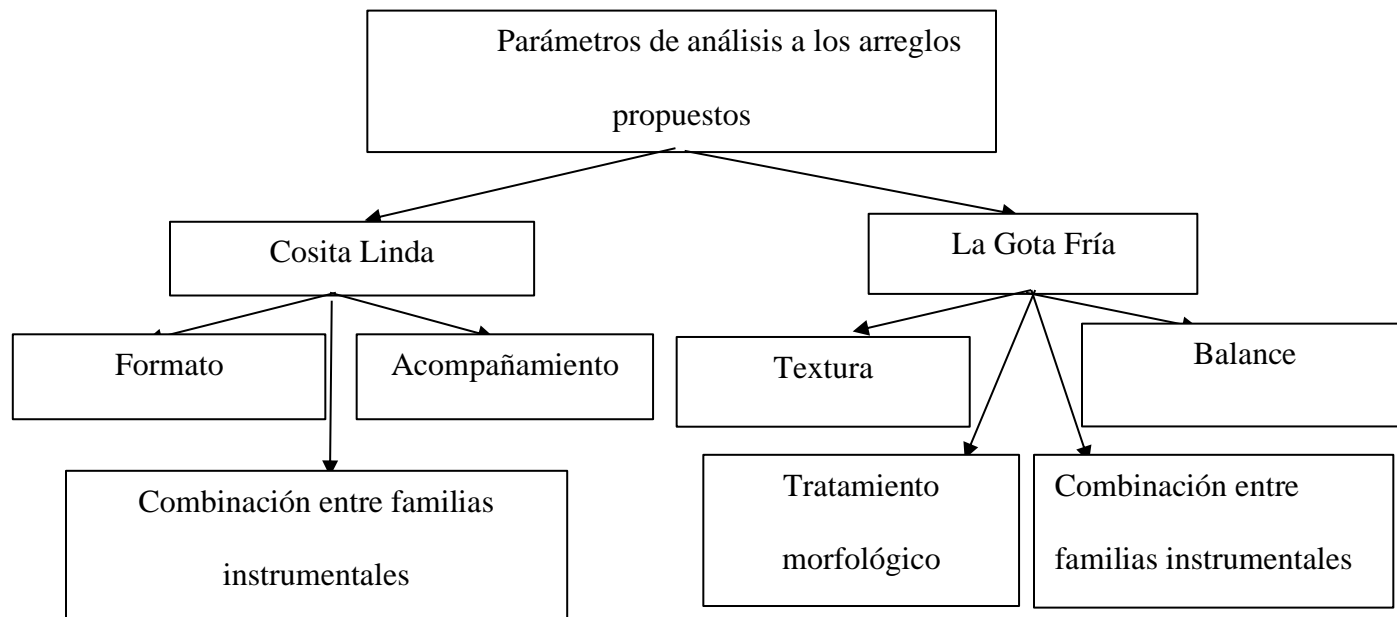 Parámetros de análisis a los arreglos
propuestos
Cosita Linda
La Gota Fría
Formato
Acompañamiento
Textura
Balance
Combinación entre familias
instrumentales
Tratamiento
morfológico
Combinación entre
familias instrumentales